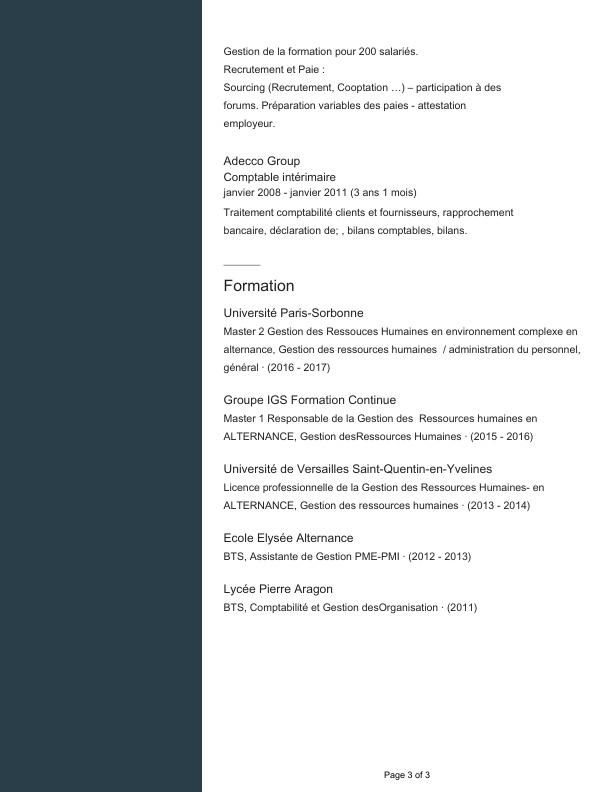 Gestion de la formation pour 200 salariés.
Recrutement et Paie :
Sourcing (Recrutement, Cooptation …) – participation à des
forums. Préparation variables des paies - attestation
employeur.
Adecco Group
Comptable intérimaire
janvier 2008 - janvier 2011 (3 ans 1 mois)
Traitement comptabilité clients et fournisseurs, rapprochement
bancaire, déclaration de; , bilans comptables, bilans.
Formation
Université Paris-Sorbonne
Master 2 Gestion des Ressouces Humaines en environnement complexe en
alternance, Gestion des ressources humaines  / administration du personnel,
général · (2016 - 2017)
Groupe IGS Formation Continue
Master 1 Responsable de la Gestion des  Ressources humaines en
ALTERNANCE, Gestion desRessources Humaines · (2015 - 2016)
Université de Versailles Saint-Quentin-en-Yvelines
Licence professionnelle de la Gestion des Ressources Humaines- en
ALTERNANCE, Gestion des ressources humaines · (2013 - 2014)
Ecole Elysée Alternance
BTS, Assistante de Gestion PME-PMI · (2012 - 2013)
Lycée Pierre Aragon
BTS, Comptabilité et Gestion desOrganisation · (2011)
Page 3 of 3